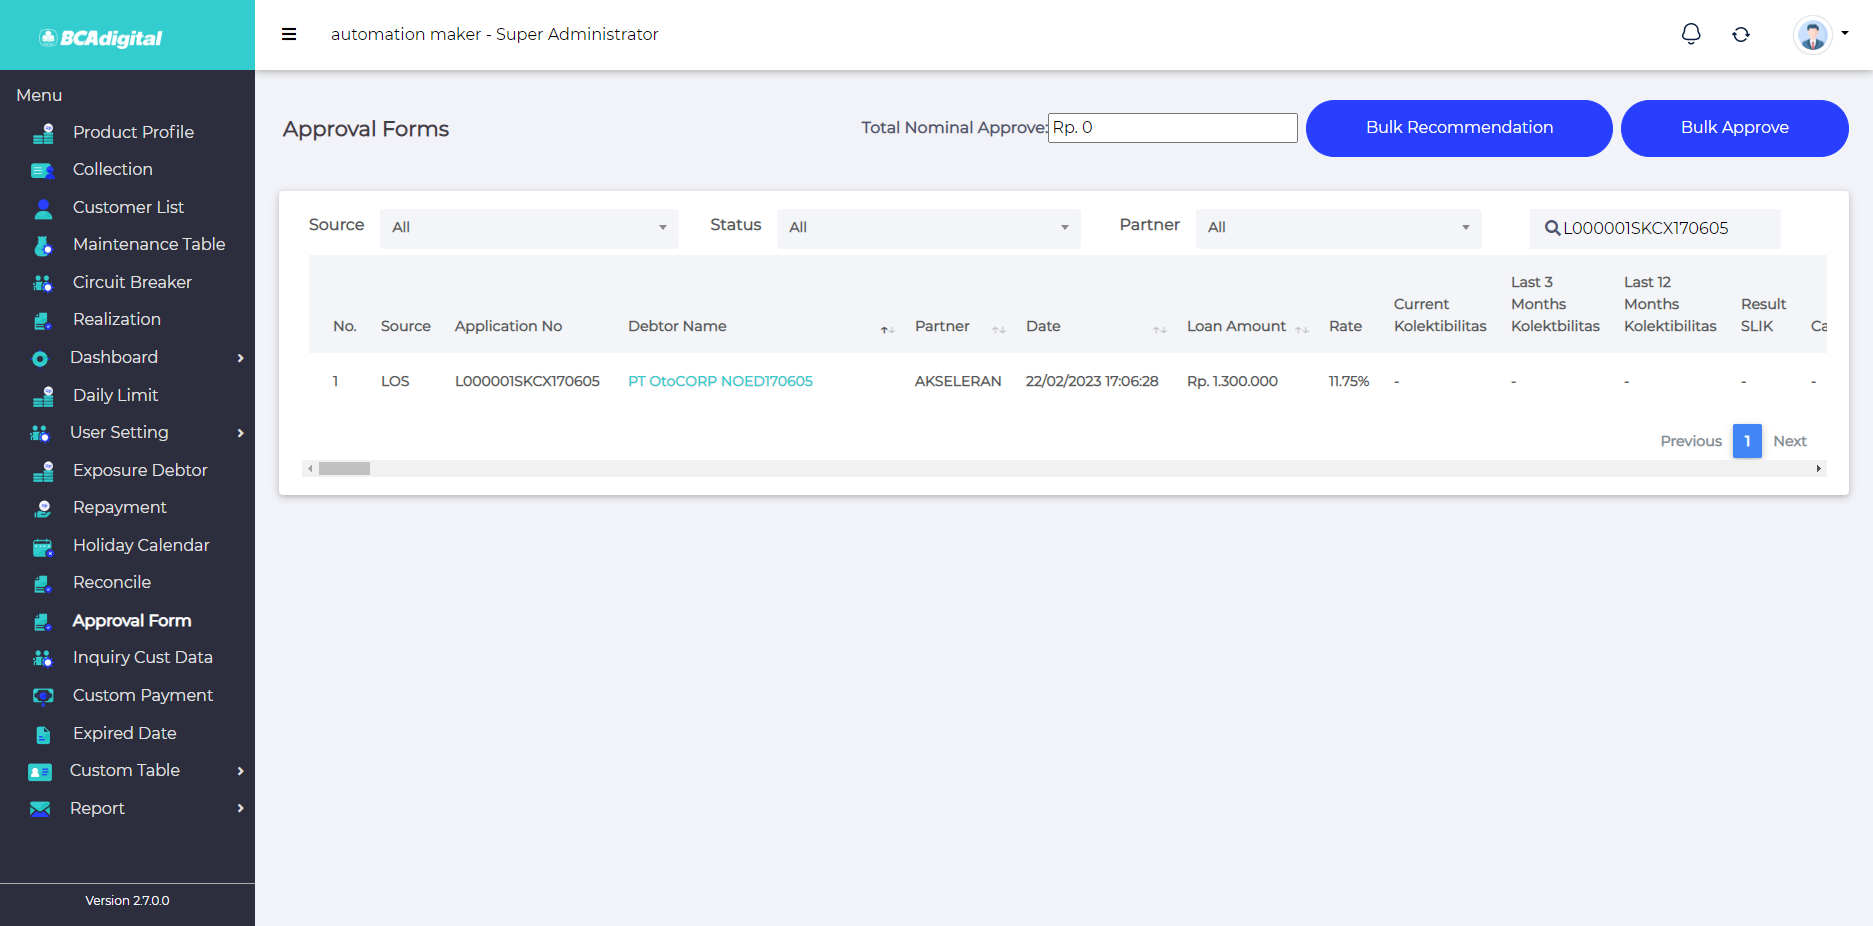 BCAdigital
automation maker - Super Administrator
Menu
Product Profile
Collection
Customer List
Maintenance Table
Circuit Breaker
Realization
Dashboard
Daily Limit
User Setting
Exposure Debtor
Repayment
Holiday Calendar
Reconcile
Approval Form
Inquiry Cust Data
Custom Payment
Expired Date
Custom Table
Report
Version 2.7.0.0
Approval Forms
Total Nominal Approve: Rp. 0
Bulk Recommendation
Bulk Approve
Source All
Status All
Partner All
L000001SKCX170605
No. Source Application No Debtor Name Partner Date Loan Amount Rate Current Kolektibilitas Last 3 Months Kolektbilitas Last 12 Months Kolektibilitas Result SLIK Ca
1 LOS L000001SKCX170605 PT OtoCORP NOED170605 AKSELERAN 22/02/2023 17:06:28 Rp. 1.300.000 11.75% - - - - -
Previous 1 Next